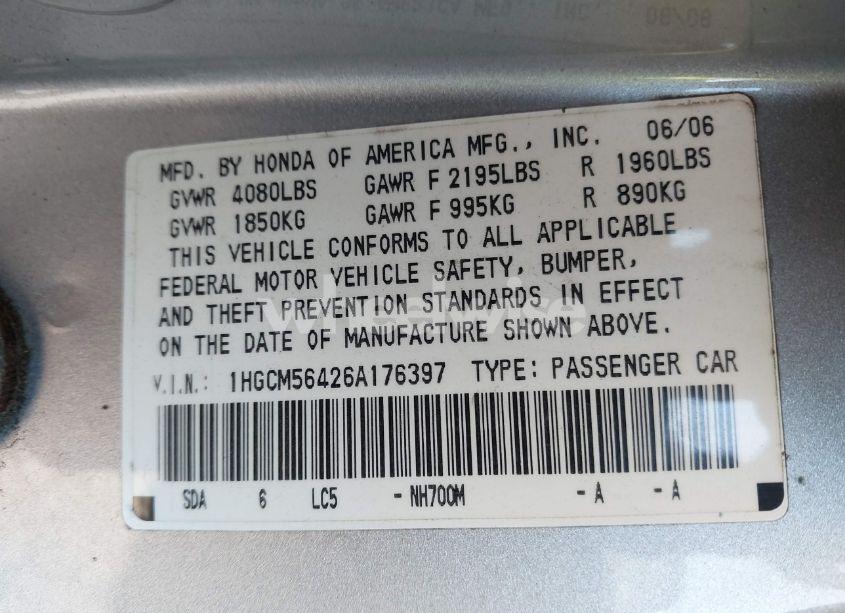 MFD. BY HONDA OF AMERICA MFG., INC. 06/06
GVWR 4080LBS GAWR F 2195LBS R 1960LBS
GVWR 1850KG GAWR F 995KG R 890KG
THIS VEHICLE CONFORMS TO ALL APPLICABLE
FEDERAL MOTOR VEHICLE SAFETY, BUMPER,
AND THEFT PREVENTION STANDARDS IN EFFECT
ON THE DATE OF MANUFACTURE SHOWN ABOVE.
V.I.N.: 1HGCM56426A176397 TYPE: PASSENGER CAR
SDA 6 LC5 -NH700M -A -A
wheelwise